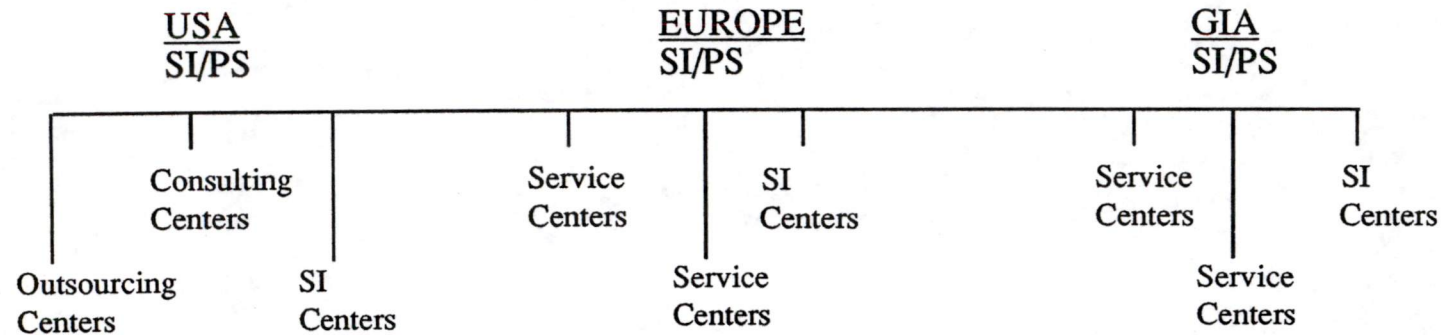 USA
SI/PS
EUROPE
SI/PS
GIA
SI/PS
Consulting
Centers
Service
Centers
SI
Centers
Service
Centers
SI
Centers
Outsourcing
Centers
SI
Centers
Service
Centers
Service
Centers